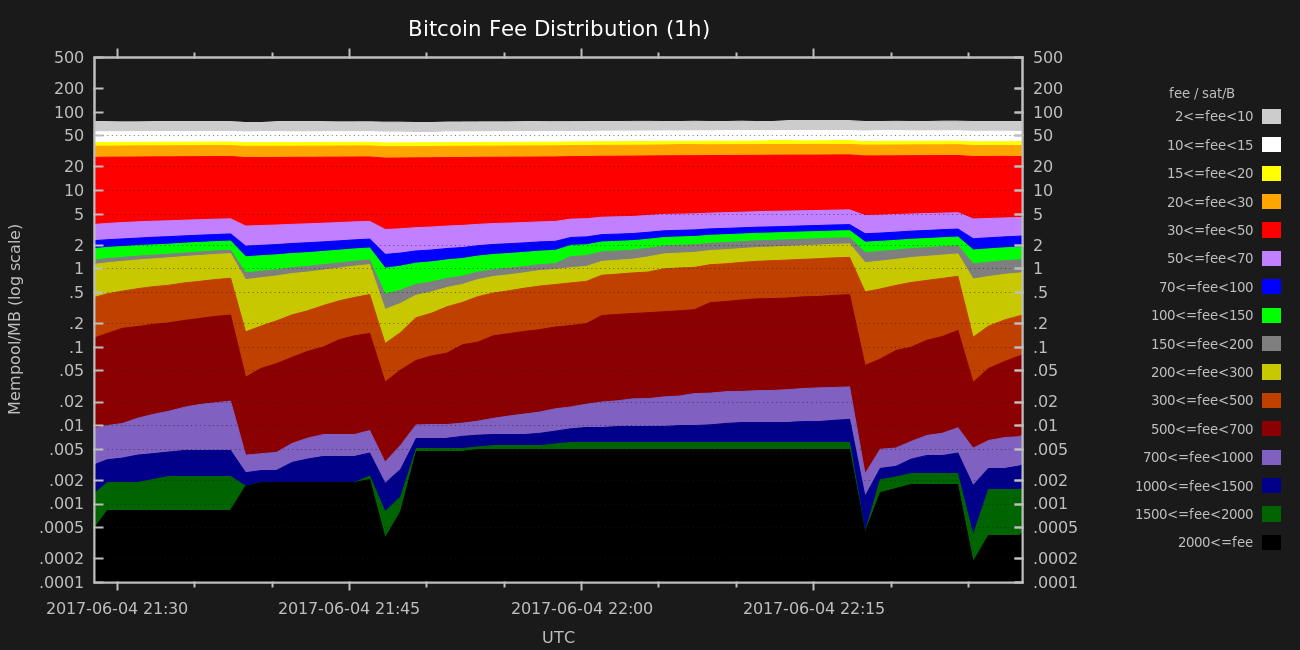 Bitcoin Fee Distribution (1h)
500
200
100
50
20
10
5
2
1
.5
.2
.1
.05
.02
.01
.005
.002
.001
.0005
.0002
.0001
Mempool/MB (log scale)
500
200
100
50
20
10
5
2
1
.5
.2
.1
.05
.02
.01
.005
.002
.001
.0005
.0002
.0001
2017-06-04 21:30
2017-06-04 21:45
2017-06-04 22:00
2017-06-04 22:15
UTC
fee / sat/B
2<=fee<10
10<=fee<15
15<=fee<20
20<=fee<30
30<=fee<50
50<=fee<70
70<=fee<100
100<=fee<150
150<=fee<200
200<=fee<300
300<=fee<500
500<=fee<700
700<=fee<1000
1000<=fee<1500
1500<=fee<2000
2000<=fee